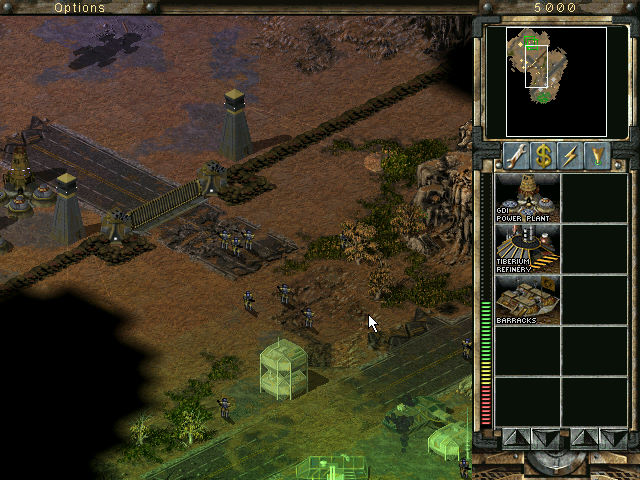 Options
5000
GDI
POWER PLANT
TIBERIUM
REFINERY
BARRACKS